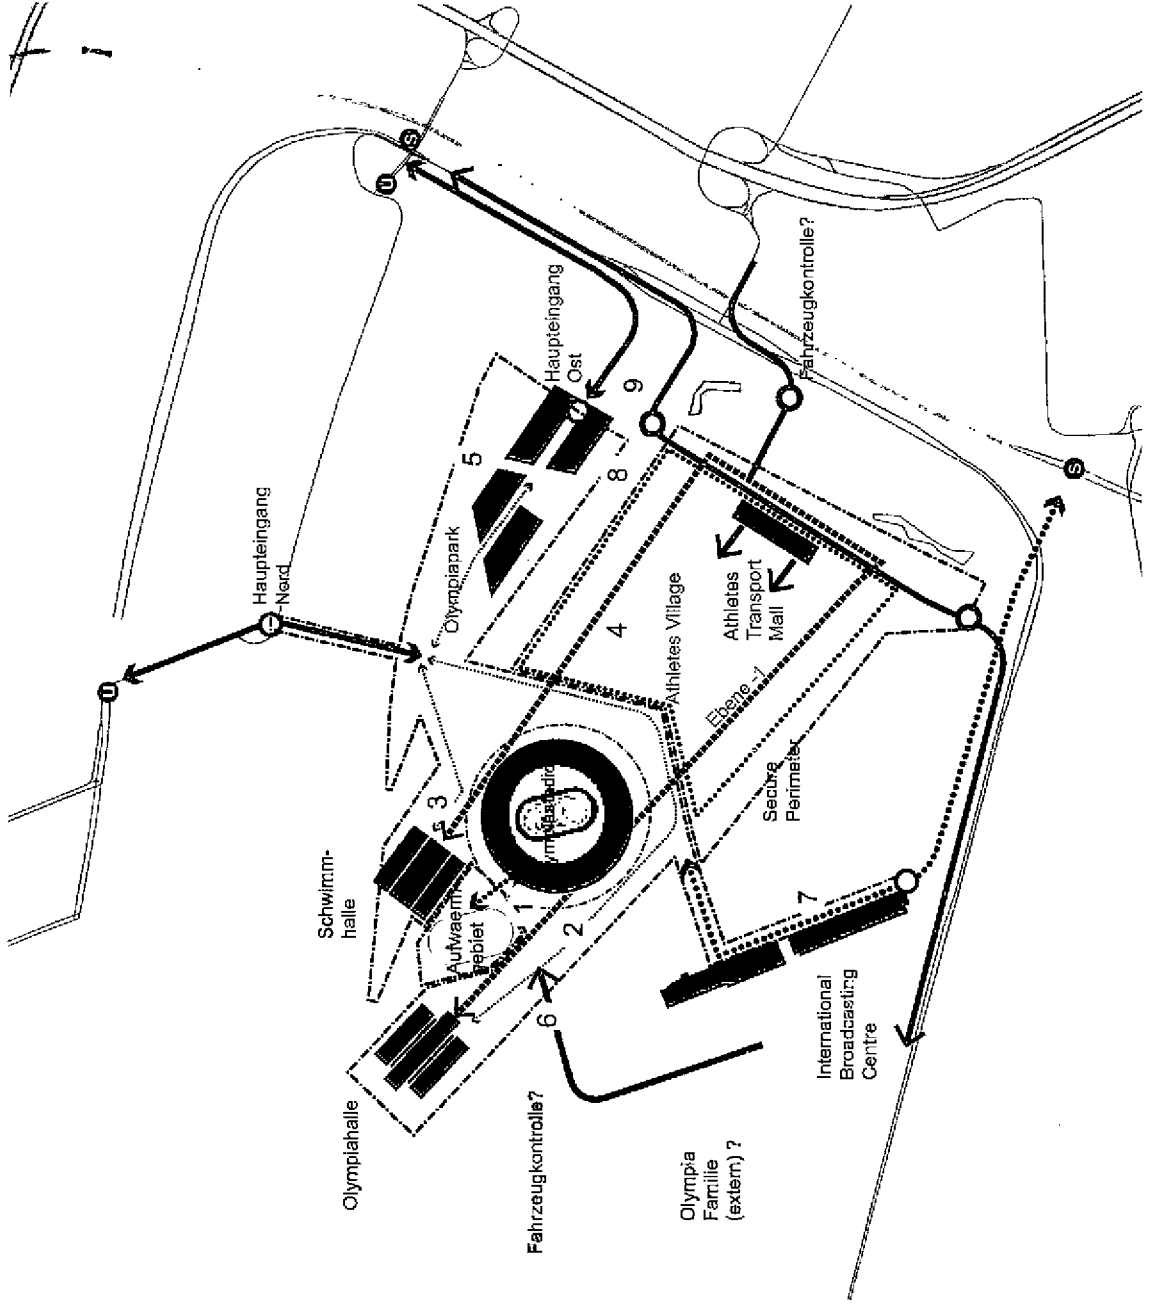 Haupteingang
Nord
U
U
S
S
Haupteingang
Ost
Fahrzeugkontrolle?
9
5
8
Olympiapark
4
Athletes Village
Athletes
Transport
Mall
Ebene -1
Secure
Perimeter
3
Schwimm-
halle
1
2
6
7
Olympiahalle
Fahrzeugkontrolle?
Olympia
Familie
(extern) ?
International
Broadcasting
Centre